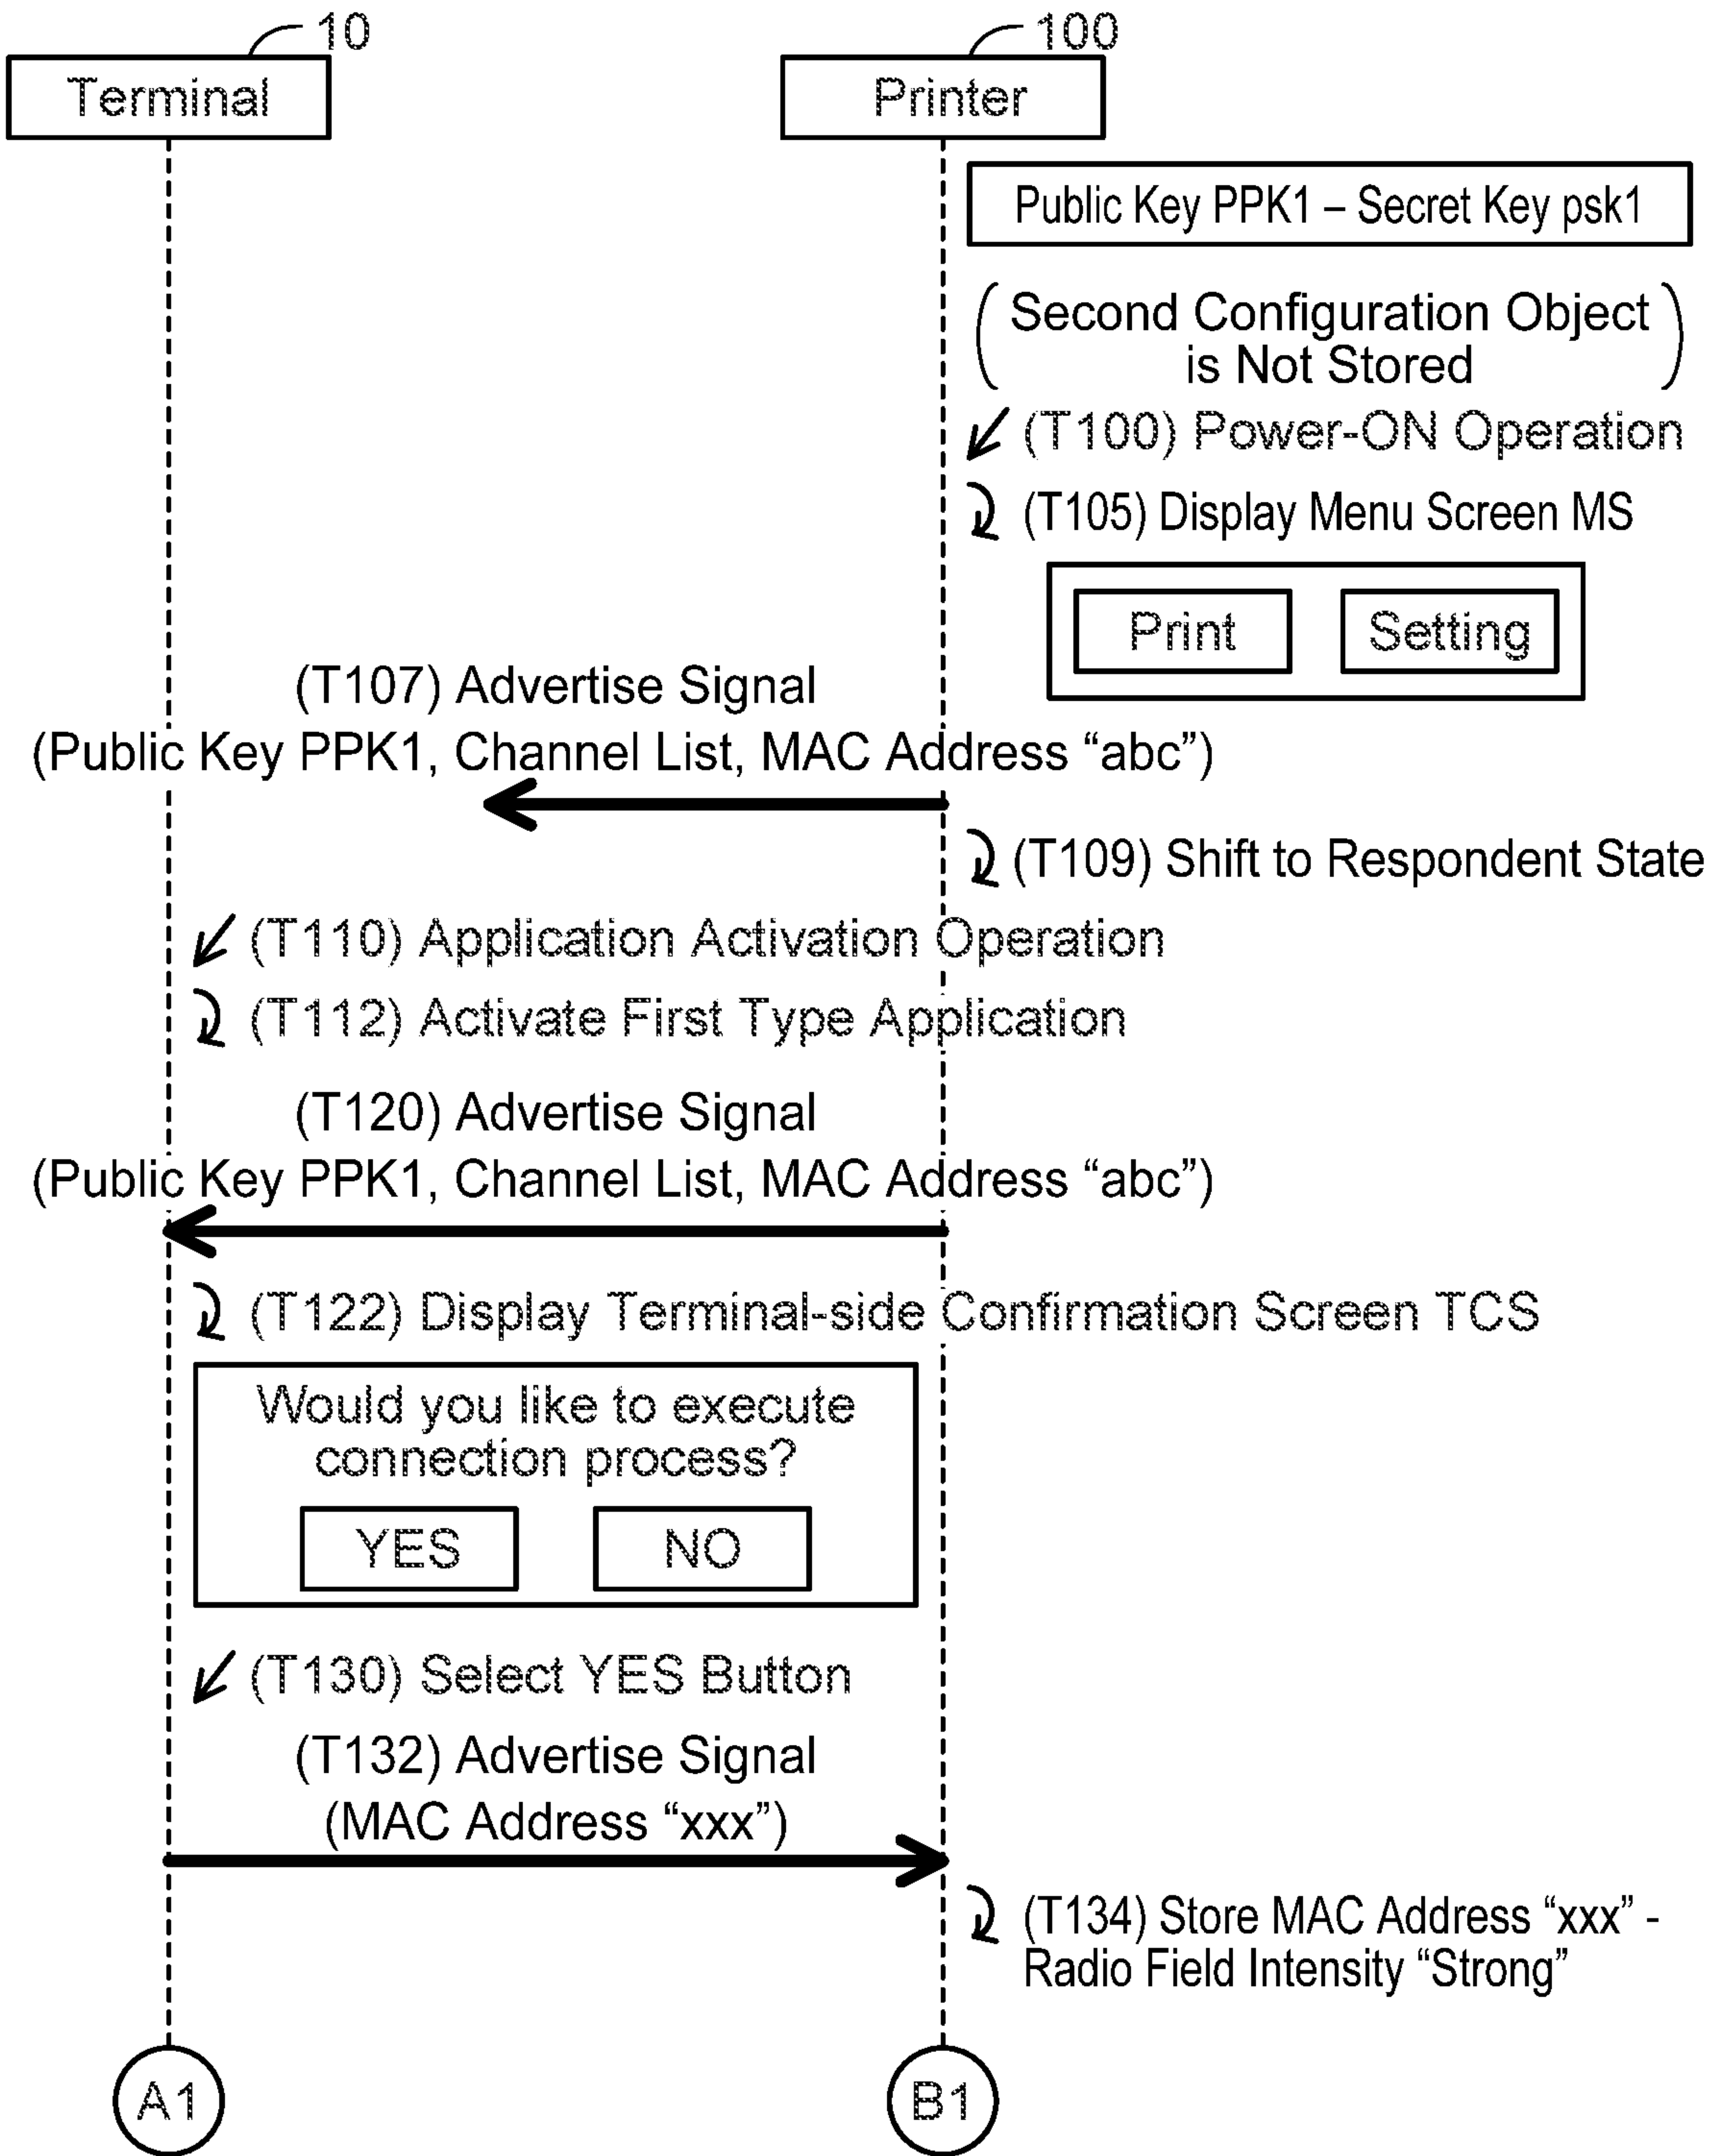 10
100
Terminal
Printer
Public Key PPK1 – Secret Key psk1
Second Configuration Object
is Not Stored
(T100) Power-ON Operation
(T105) Display Menu Screen MS
Print
Setting
(T107) Advertise Signal
(Public Key PPK1, Channel List, MAC Address “abc”)
(T109) Shift to Respondent State
(T110) Application Activation Operation
(T112) Activate First Type Application
(T120) Advertise Signal
(Public Key PPK1, Channel List, MAC Address “abc”)
(T122) Display Terminal-side Confirmation Screen TCS
Would you like to execute
connection process?
YES
NO
(T130) Select YES Button
(T132) Advertise Signal
(MAC Address “xxx”)
(T134) Store MAC Address “xxx” -
Radio Field Intensity “Strong”
A1
B1